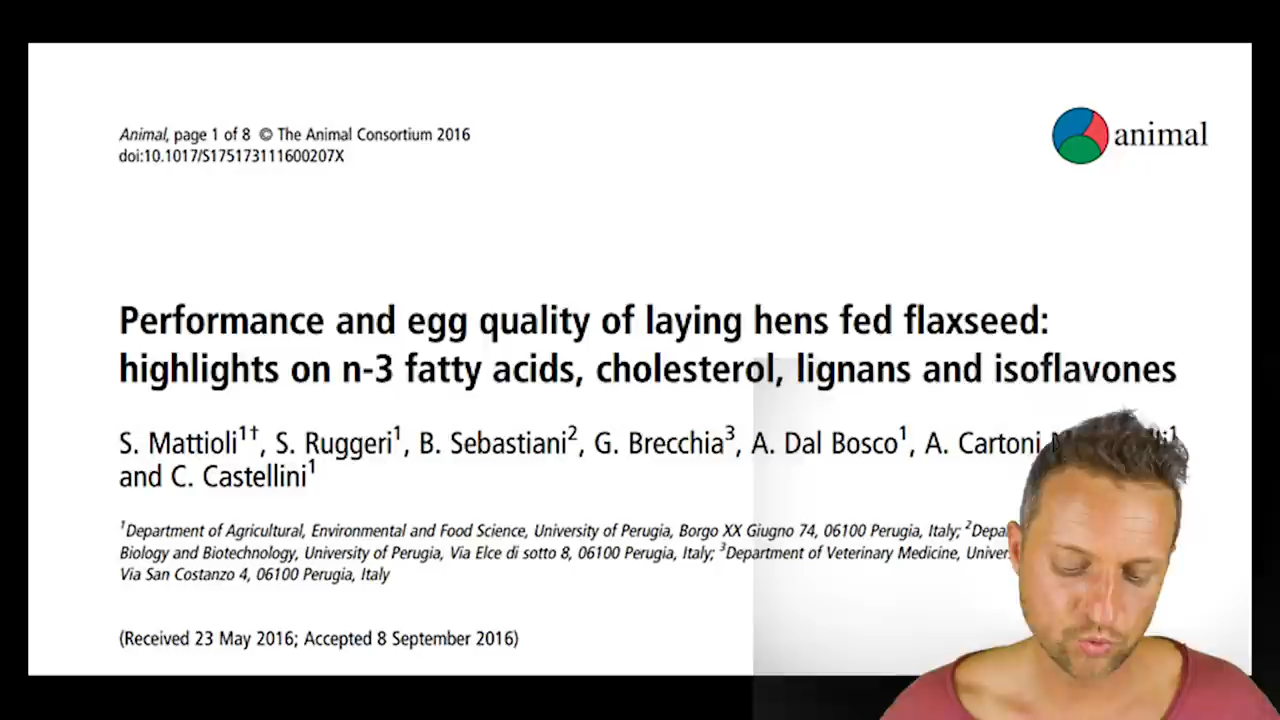 Animal, page 1 of 8 © The Animal Consortium 2016
doi:10.1017/S175173111600207X
animal
Performance and egg quality of laying hens fed flaxseed:
highlights on n-3 fatty acids, cholesterol, lignans and isoflavones
S. Mattioli1†, S. Ruggeri1, B. Sebastiani2, G. Brecchia3, A. Dal Bosco1, A. Cartoni
and C. Castellini1
1Department of Agricultural, Environmental and Food Science, University of Perugia, Borgo XX Giugno 74, 06100 Perugia, Italy; 2Depa
Biology and Biotechnology, University of Perugia, Via Elce di sotto 8, 06100 Perugia, Italy; 3Department of Veterinary Medicine, Univer
Via San Costanzo 4, 06100 Perugia, Italy
(Received 23 May 2016; Accepted 8 September 2016)